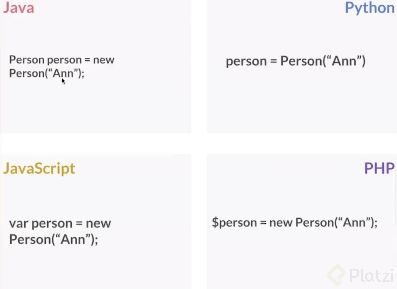 Java
Person person = new
Person(“Ann”);
Python
person = Person(“Ann”)
JavaScript
var person = new
Person(“Ann”);
PHP
$person = new Person(“Ann”);
Platzi